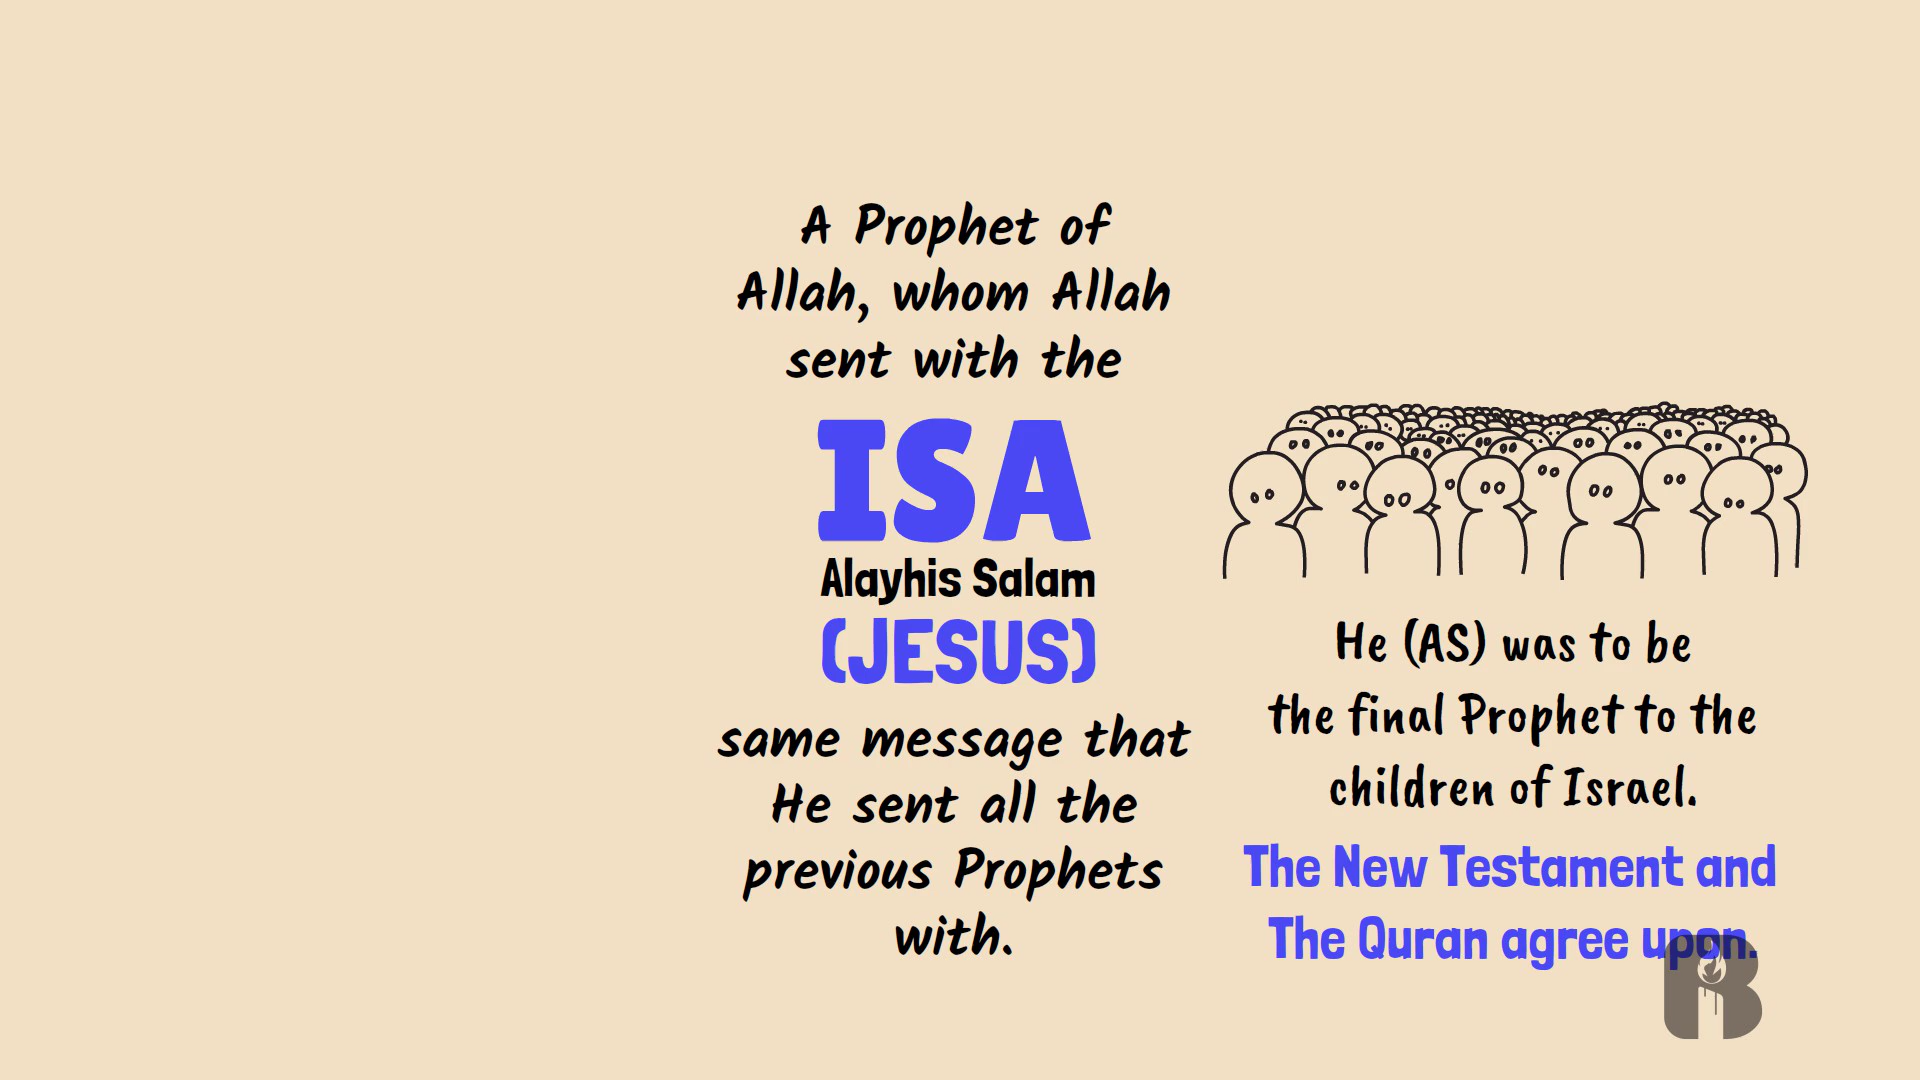 A Prophet of
Allah, whom Allah
sent with the
ISA
Alayhis Salam
(JESUS)
same message that
He sent all the
previous Prophets
with.
He (AS) was to be
the final Prophet to the
children of Israel.
The New Testament and
The Quran agree upon.
B